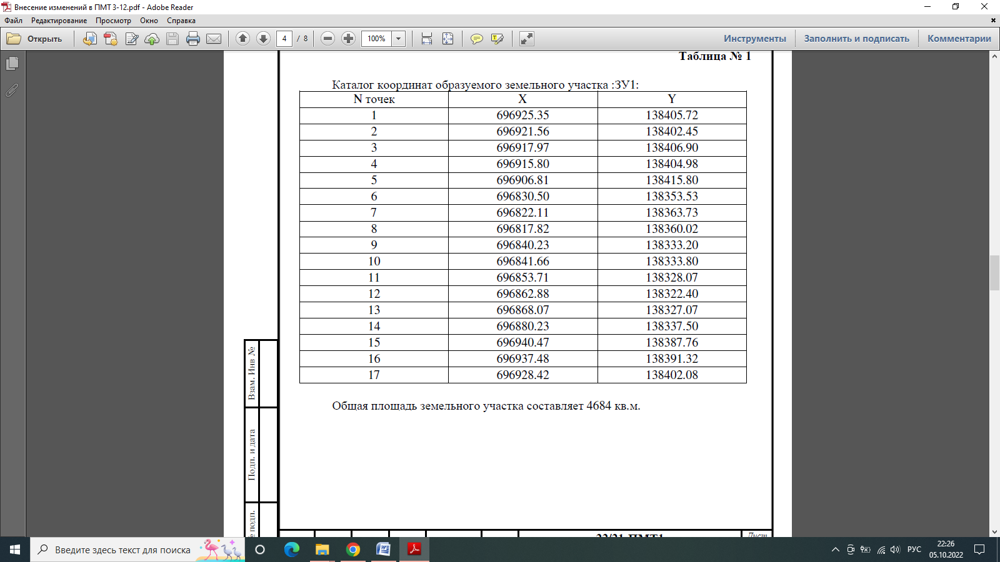 Внесение изменений в ПМТ 3-12.pdf - Adobe Reader
Файл Редактирование Просмотр Окно Справка
Открыть 4 / 8 100% Инструменты Заполнить и подписать Комментарии
Таблица № 1
Каталог координат образуемого земельного участка :ЗУ1:
N точек X Y
1 696925.35 138405.72
2 696921.56 138402.45
3 696917.97 138406.90
4 696915.80 138404.98
5 696906.81 138415.80
6 696830.50 138353.53
7 696822.11 138363.73
8 696817.82 138360.02
9 696840.23 138333.20
10 696841.66 138333.80
11 696853.71 138328.07
12 696862.88 138322.40
13 696868.07 138327.07
14 696880.23 138337.50
15 696940.47 138387.76
16 696937.48 138391.32
17 696928.42 138402.08
Общая площадь земельного участка составляет 4684 кв.м.
Взам. Инв №
Подп. и дата
подп.
22/21-ПМТ1
Лист
Введите здесь текст для поиска
РУС
22:26
05.10.2022